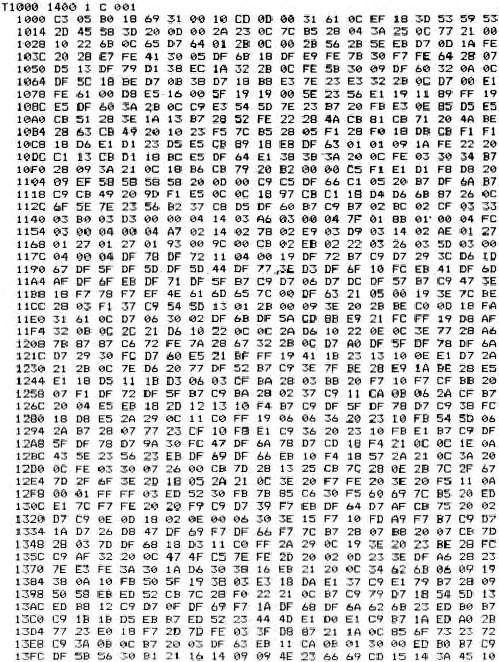 T1000 1400 1 C 001
1000 C3 05 B0 18 69 31 00 10 CD 0D 00 31 61 0C EF 18 3D 53 59 53
1014 2D 45 58 3D 20 0D 00 2A 23 0C 7C B5 28 04 3A 25 0C 77 21 00
1028 10 22 6B 0C 65 D7 64 01 2B 0C 00 2B 56 2B 5E EB D7 0D 1A FE
103C 20 28 E7 FE 41 30 05 DF 6B 18 DF E9 FE 7B 30 F7 FE 64 28 07
1050 D5 13 DF 79 D1 38 EC 1A 32 2B 0C FE 5B 30 09 DF 60 32 0A 0C
1064 DF 5C 18 BE D7 0B 38 D7 18 B8 E3 7E 23 E3 32 2B 0C D7 00 E1
1078 FE 61 00 D8 E5 16 00 5F 19 19 00 5E 23 56 E1 19 11 89 FF 19
108C E5 DF 60 3A 2B 0C C9 E3 54 5D 7E 23 B7 20 FB E3 0E 85 D5 E5
10A0 CB 51 28 3E 1A 13 B7 28 52 FE 22 28 4A CB 81 CB 71 20 4A BE
10B4 28 63 CB 49 20 10 23 F5 7C B5 28 05 F1 28 F0 18 DB CB F1 F1
10C8 18 D6 E1 D1 23 D5 E5 CB 89 18 E8 DF 63 01 01 09 1A FE 22 20
10DC C1 13 CB D1 18 BC E5 DF 64 E1 38 3B 3A 20 0C FE 03 30 34 B7
10F0 28 09 3A 21 0C 18 B6 CB 79 20 B2 00 00 C5 F1 E6 C1 E1 D1 C9
1104 09 EF 58 58 58 58 20 0D 00 C9 C5 DF 66 C1 05 20 B7 DF 6A B7
1118 C9 CB 49 20 9D F1 E5 0C 0C 18 97 CB C1 18 D4 D6 6B 87 26 0C
112C 6F 5E 7E 23 56 B2 37 CB D5 DF 60 B7 C9 B7 02 BC 02 CF 03 33
1140 03 B0 03 D3 00 00 04 14 03 A6 03 00 04 7F 01 8B 01 00 04 FC
1154 03 00 04 00 04 A7 02 14 02 78 02 E9 03 D9 03 14 02 AE 01 27
1168 01 27 01 27 01 93 00 9C 00 CB 02 EB 02 22 03 26 03 5D 03 00
117C 04 00 04 DF 78 DF 72 11 04 00 19 DF 72 B7 C9 D7 29 3C D6 1D
1190 67 DF 5F DF 5D DF 5D 44 DF 77 3E D3 DF 6F 10 FC EB 41 DF 6D
11A4 AF DF 6F EB DF 71 DF 5F B7 C9 D7 06 D7 DC DF 57 B7 C9 47 3E
11B8 18 F7 78 F7 EF 4E 61 6D 65 7C 00 DF 63 21 05 00 19 3E 7C BE
11CC 28 03 F1 37 C9 54 5D 13 01 2B 00 09 3E 20 2B BE C0 0D 18 FA
11E0 31 61 0C D7 06 30 02 DF 6B DF 5A CD BB E9 21 FC FF 19 D8 AF
11F4 32 0B 0C 2C 21 D6 10 22 0C 0C 2A D6 10 22 0E 0C 3E 77 28 A6
1208 7B 87 87 C6 72 FE 7A 28 67 32 2B 0C D7 A0 DF 5F DF 78 DF 6A
121C D7 29 30 FC D7 60 E5 21 BF FF 19 41 1B 23 13 10 0E E1 D7 2A
1230 21 2B 0C 7E D6 20 77 DF 52 B7 C9 3E 7F BE 28 E9 1A BE 28 E5
1244 E1 18 D5 11 1B D3 06 03 CF BA 28 03 BB 20 F7 10 F7 CF BB 20
1258 07 F1 DF 72 DF 5F B7 C9 BA 28 02 37 C9 11 CA 0B 06 2A CF B7
126C 20 04 E5 EB 18 2D 12 13 10 F4 B7 C9 DF 5F DF 78 D7 C9 38 FC
1280 18 D8 E5 2A 29 0C 11 C0 FF 19 06 06 36 20 23 10 FB 54 5D 06
1294 2A B7 28 07 77 23 CF 10 F8 E1 C9 36 20 23 10 FB E1 B7 C9 DF
12A8 5F DF 78 D7 9A 30 FC 47 DF 6A 78 D7 CD 18 F4 21 0C 0C 1E 0A
12BC 43 5E 23 56 23 EB DF 69 DF 66 EB 10 F4 18 57 2A 21 0C 3A 20
12D0 0C FE 03 30 07 26 00 CB 7D 28 13 25 CB 7C 28 0E 2B 7C 2F 67
12E4 7D 2F 6F 3E 2D 18 05 2A 21 0C 3E 20 F7 FE 20 3E 20 F5 11 0A
12F8 00 01 FF FF 03 ED 52 30 FB 7B 85 C6 30 F5 60 69 7C B5 20 ED
130C E1 7C F7 FE 20 20 F9 C9 D7 39 F7 EB DF 64 D7 AF CB 75 20 02
1320 D7 C9 0E 0D 18 02 0E 00 06 30 3E 15 F7 10 FD A9 F7 B7 C9 D7
1334 1A D7 26 D8 47 DF 69 F7 DF 66 F7 7C CB B7 28 07 B8 20 07 CB 7D
1348 28 03 7D DF 68 18 D3 11 C0 FF 2A 29 0C 19 3E 20 23 BE 28 FC
135C C9 AF 32 20 0C 47 4F C5 7E FE 2D 20 02 0D 23 3E DF A6 28 23
1370 7E E3 FE 3A 30 1A D6 30 38 16 EB 21 20 0C 34 62 6B 06 09 19
1384 38 0A 10 FB 50 5F 19 38 03 E3 18 DA E1 37 C9 E1 79 B7 28 09
1398 50 58 EB ED 52 CB 7C 28 F0 22 21 0C B7 C9 79 D7 18 54 5D 13
13AC ED B8 12 C9 D7 0F DF 69 F7 1A DF 68 DF 6A 62 6B 23 ED B0 B7
13C0 C9 1B 1B D5 EB B7 ED 52 23 44 4D E1 D0 E1 C9 B7 1A ED A0 2B
13D4 77 23 E0 18 F7 2D 7D FE 03 3F D8 87 21 1A 0C 85 6F 73 23 72
13E8 C9 3A 0B 0C B7 20 03 DF 63 EB 11 CA 0B 01 30 00 ED B0 B7 C9
13FC DF 5B 56 30 B1 21 16 14 09 09 4E 23 66 69 CD 13 14 3A 45 10